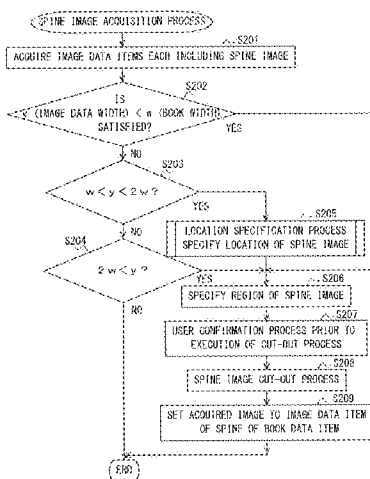 SPINE IMAGE ACQUISITION PROCESS
S201
ACQUIRE IMAGE DATA ITEMS EACH INCLUDING SPINE IMAGE
S202
IS
y (IMAGE DATA WIDTH) < w (BOOK WIDTH)
SATISFIED?
YES
NO
S203
w < y < 2w ?
YES
NO
S205
LOCATION SPECIFICATION PROCESS
SPECIFY LOCATION OF SPINE IMAGE
S204
2w < y ?
YES
NO
S206
SPECIFY REGION OF SPINE IMAGE
S207
USER CONFIRMATION PROCESS PRIOR TO
EXECUTION OF CUT-OUT PROCESS
S208
SPINE IMAGE CUT-OUT PROCESS
S209
SET ACQUIRED IMAGE TO IMAGE DATA ITEM
OF SPINE OF BOOK DATA ITEM
END